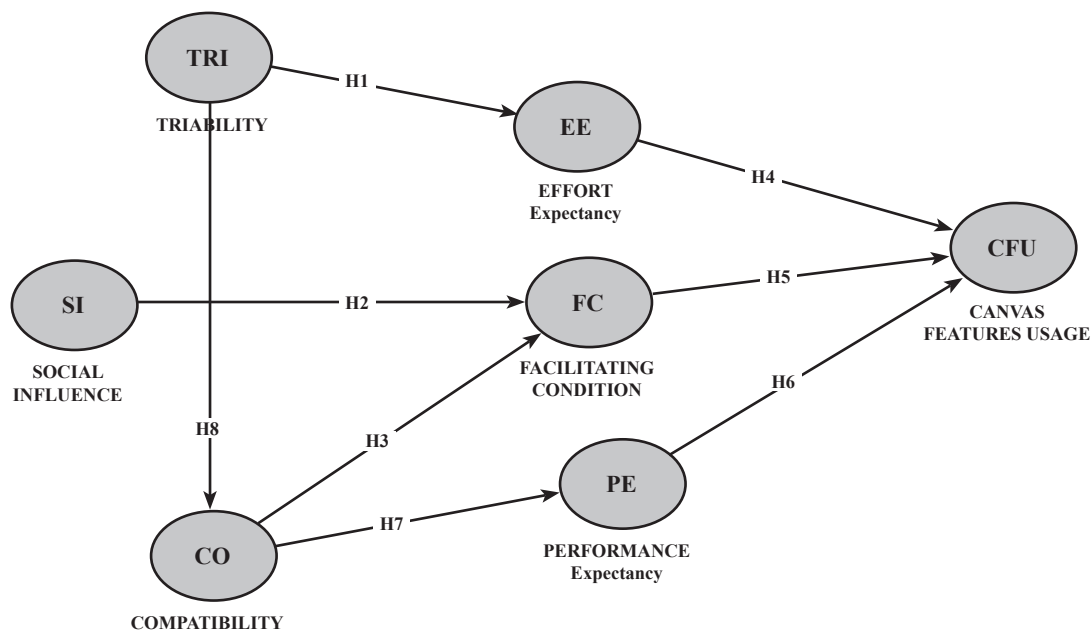 TRI
TRIABILITY
H1
EE
EFFORT
Expectancy
H4
CFU
CANVAS
FEATURES USAGE
SI
SOCIAL
INFLUENCE
H2
FC
FACILITATING
CONDITION
H5
H6
H8
H3
PE
PERFORMANCE
Expectancy
H7
CO
COMPATIBILITY